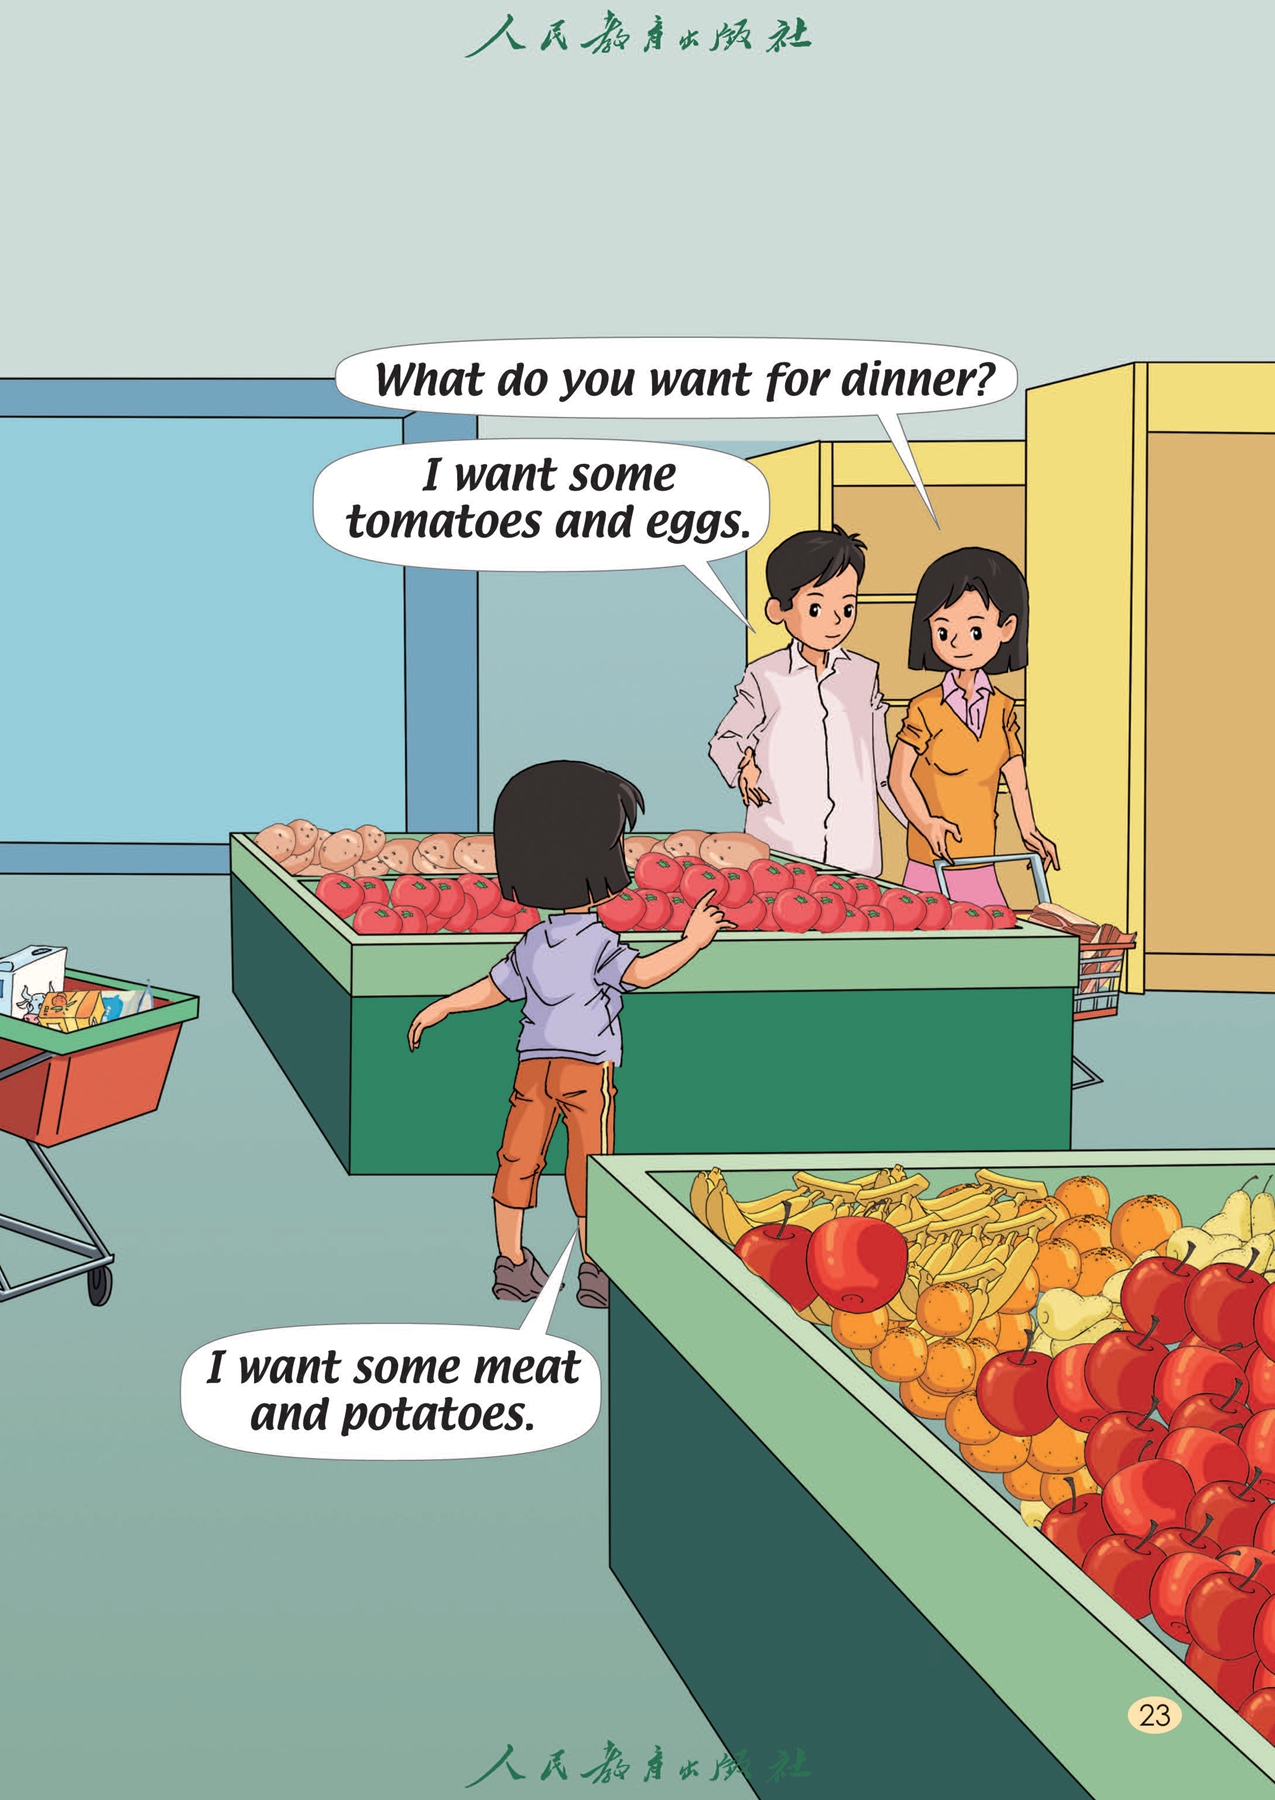 人民教育出版社
What do you want for dinner?
I want some
tomatoes and eggs.
I want some meat
and potatoes.
23
人民教育出版社